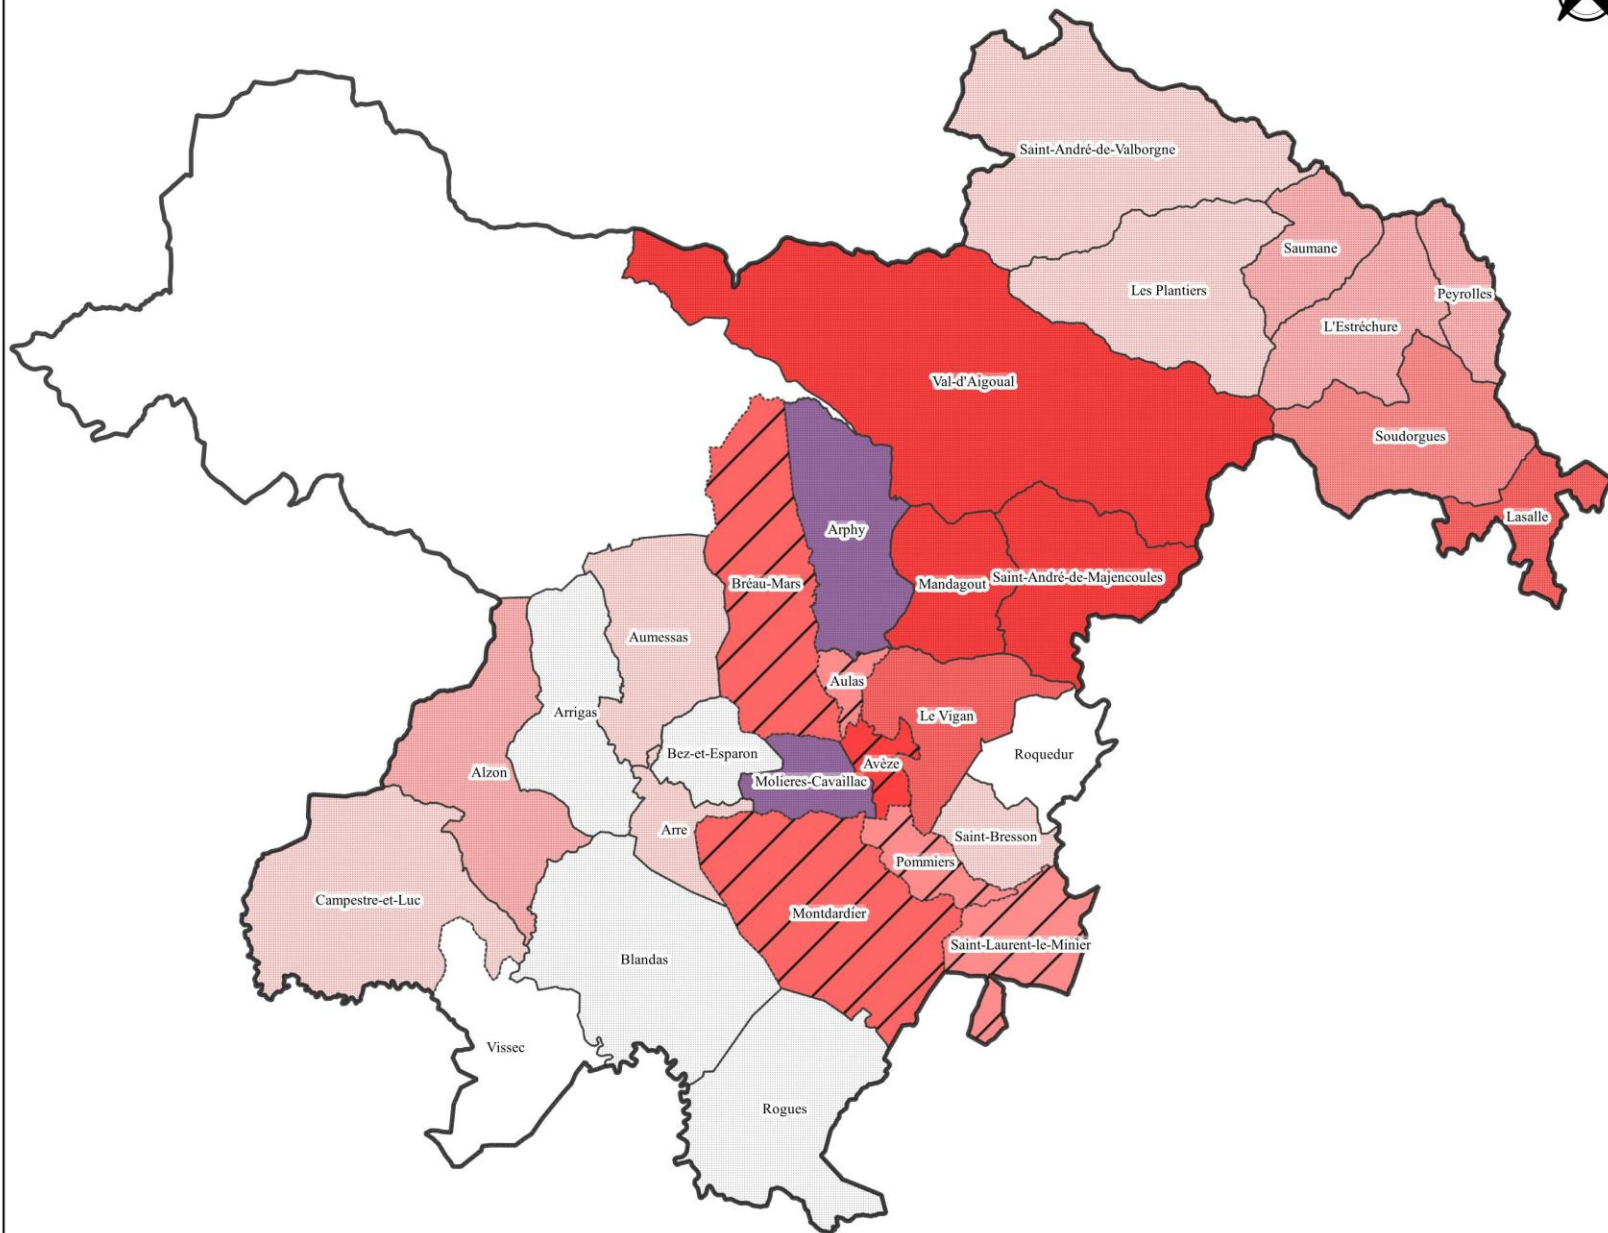 Saint-André-de-Valborgne
Saumane
Les Plantiers
Peyrolles
L'Estréchure
Val-d'Aigoual
Soudorgues
Lasalle
Arphy
Bréau-Mars
Mandagout
Saint-André-de-Majencoules
Aumessas
Aulas
Arrigas
Le Vigan
Bez-et-Esparon
Roquedur
Avèze
Alzon
Molieres-Cavaillac
Arre
Saint-Bresson
Pommiers
Campestre-et-Luc
Montdardier
Saint-Laurent-le-Minier
Blandas
Vissec
Rogues